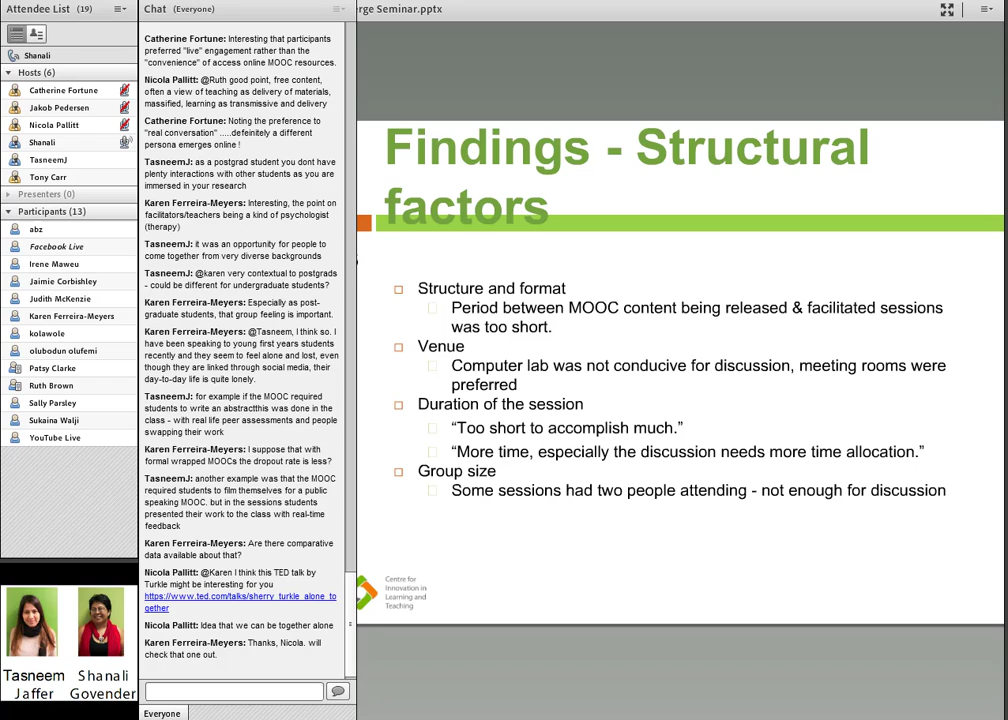 Attendee List (19)
Shanali
Hosts (6)
Catherine Fortune
Jakob Pedersen
Nicola Pallitt
Shanali
TasneemJ
Tony Carr
Presenters (0)
Participants (13)
abz
Facebook Live
Irene Maweu
Jaimie Corbishley
Judith McKenzie
Karen Ferreira-Meyers
kolawole
olubodun olufemi
Patsy Clarke
Ruth Brown
Sally Parsley
Sukaina Walji
YouTube Live
Tasneem
Jaffer
Shanali
Govender
Chat (Everyone)
Catherine Fortune: Interesting that participants
preferred "live" engagement rather than the
"convenience" of access online MOOC resources.
Nicola Pallitt: @Ruth good point, free content,
often a view of teaching as delivery of materials,
massified, learning as transmissive and delivery
Catherine Fortune: Noting the preference to
"real conversation" .....defeinitely a different
persona emerges online !
TasneemJ: as a postgrad student you dont have
plenty interactions with other students as you are
immersed in your research
Karen Ferreira-Meyers: Interesting, the point on
facilitators/teachers being a kind of psychologist
(therapy)
TasneemJ: it was an opportunity for people to
come together from very diverse backgrounds
TasneemJ: @karen very contextual to postgrads
- could be different for undergraduate students?
Karen Ferreira-Meyers: Especially as post-
graduate students, that group feeling is important.
Karen Ferreira-Meyers: @Tasneem, I think so. I
have been speaking to young first years students
recently and they seem to feel alone and lost, even
though they are linked through social media, their
day-to-day life is quite lonely.
TasneemJ: for example if the MOOC required
students to write an abstractthis was done in the
class - with real life peer assessments and people
swapping their work
Karen Ferreira-Meyers: I suppose that with
formal wrapped MOOCs the dropout rate is less?
TasneemJ: another example was that the MOOC
required students to film themselves for a public
speaking MOOC. but in the sessions students
presented their work to the class with real-time
feedback
Karen Ferreira-Meyers: Are there comparative
data available about that?
Nicola Pallitt: @Karen I think this TED talk by
Turkle might be interesting for you
https://www.ted.com/talks/sherry_turkle_alone_to
gether
Nicola Pallitt: Idea that we can be together alone
Karen Ferreira-Meyers: Thanks, Nicola. will
check that one out.
Everyone
erge Seminar.pptx
Findings - Structural
factors
Structure and format
Period between MOOC content being released & facilitated sessions
was too short.
Venue
Computer lab was not conducive for discussion, meeting rooms were
preferred
Duration of the session
“Too short to accomplish much.”
“More time, especially the discussion needs more time allocation.”
Group size
Some sessions had two people attending - not enough for discussion
Centre for
Innovation in
Learning and
Teaching